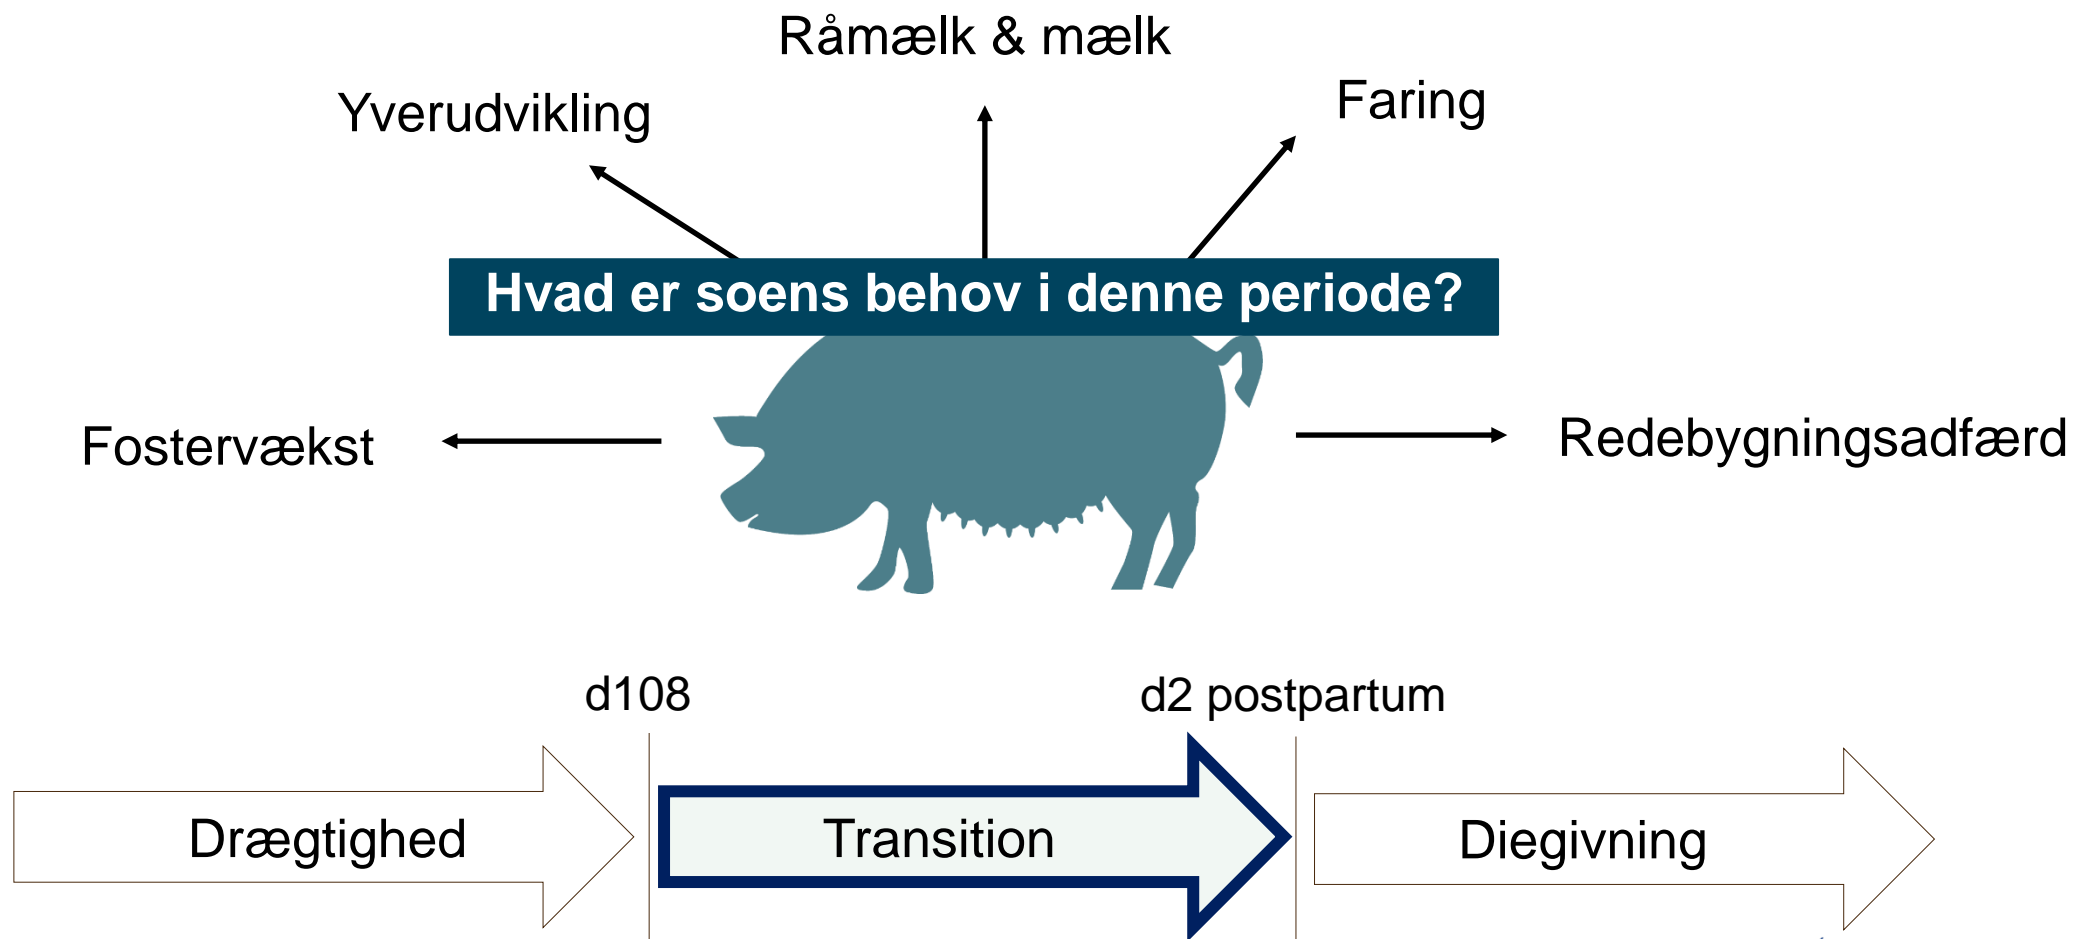 Råmælk & mælk
Yverudvikling
Faring
Hvad er soens behov i denne periode?
Fostervækst
Redebygningsadfærd
d108
d2 postpartum
Drægtighed
Transition
Diegivning